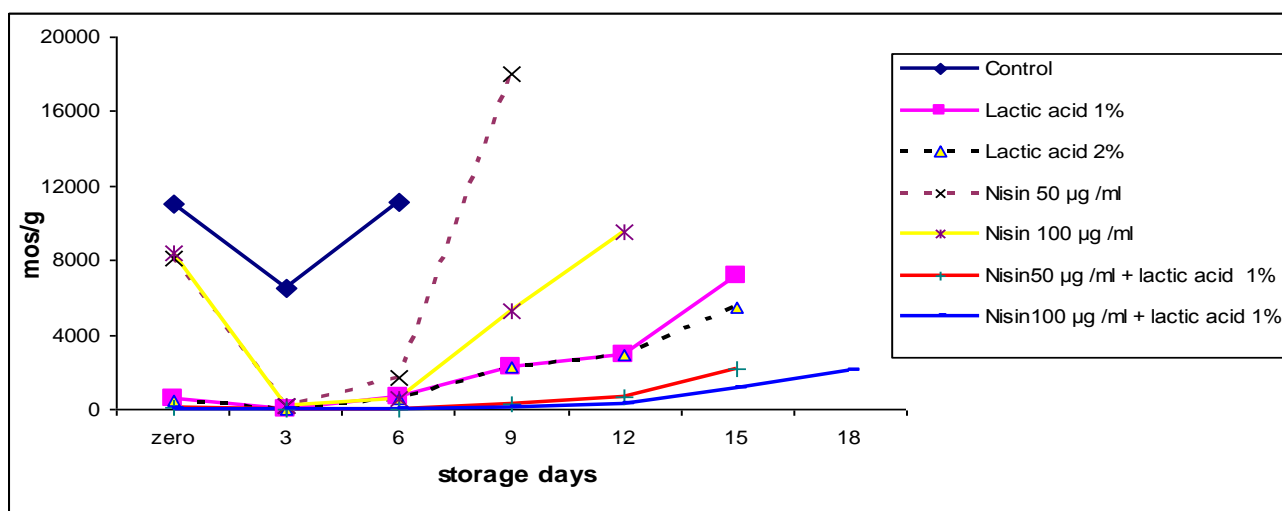 20000
16000
12000
8000
4000
0
mos/g
zero 3 6 9 12 15 18
storage days
Control
Lactic acid 1%
Lactic acid 2%
Nisin 50 µg /ml
Nisin 100 µg /ml
Nisin50 µg /ml + lactic acid 1%
Nisin100 µg /ml + lactic acid 1%